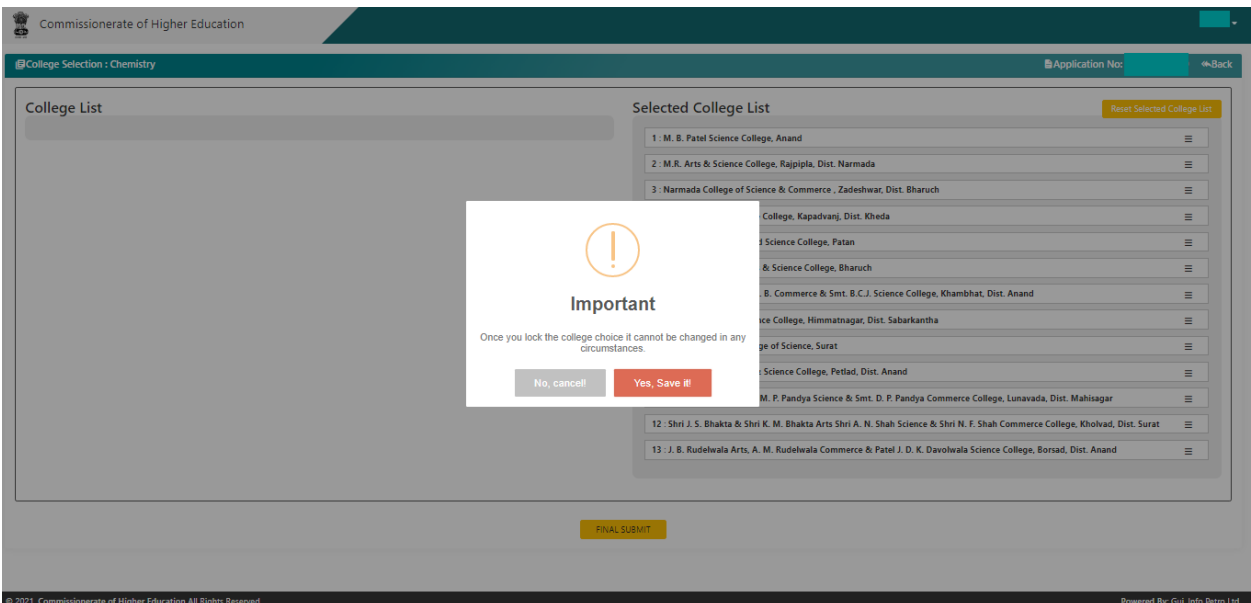 Commissionerate of Higher Education
College Selection : Chemistry
Application No:
Back
College List
Selected College List
Reset Selected College List
1 : M. B. Patel Science College, Anand
2 : M.R. Arts & Science College, Rajpipla, Dist. Narmada
3 : Narmada College of Science & Commerce , Zadeshwar, Dist. Bharuch
College, Kapadvanj, Dist. Kheda
Science College, Patan
& Science College, Bharuch
B. Commerce & Smt. B.C.J. Science College, Khambhat, Dist. Anand
College, Himmatnagar, Dist. Sabarkantha
of Science, Surat
Science College, Petlad, Dist. Anand
M. P. Pandya Science & Smt. D. P. Pandya Commerce College, Lunavada, Dist. Mahisagar
12 : Shri J. S. Bhakta & Shri K. M. Bhakta Arts Shri A. N. Shah Science & Shri N. F. Shah Commerce College, Kholvad, Dist. Surat
13 : J. B. Rudelwala Arts, A. M. Rudelwala Commerce & Patel J. D. K. Davolwala Science College, Borsad, Dist. Anand
Important
Once you lock the college choice it cannot be changed in any
circumstances.
No, cancel!
Yes, Save it!
FINAL SUBMIT
© 2021, Commissionerate of Higher Education All Rights Reserved
Powered By: Guj. Info Petro Ltd.